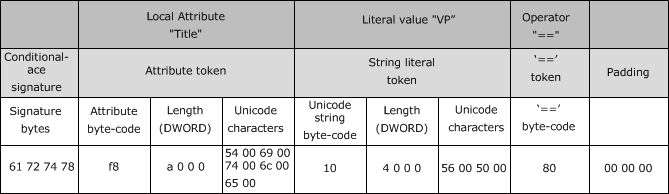 Local Attribute
"Title"
Literal value "VP”
Operator
"=="
Conditional-
ace
signature
Attribute token
String literal
token
‘==’
token
Padding
Signature
bytes
Attribute
byte-code
Length
(DWORD)
Unicode
characters
Unicode
string
byte-code
Length
(DWORD)
Unicode
characters
‘==’
byte-code
61 72 74 78
f8
a 0 0 0
54 00 69 00
74 00 6c 00
65 00
10
4 0 0 0
56 00 50 00
80
00 00 00